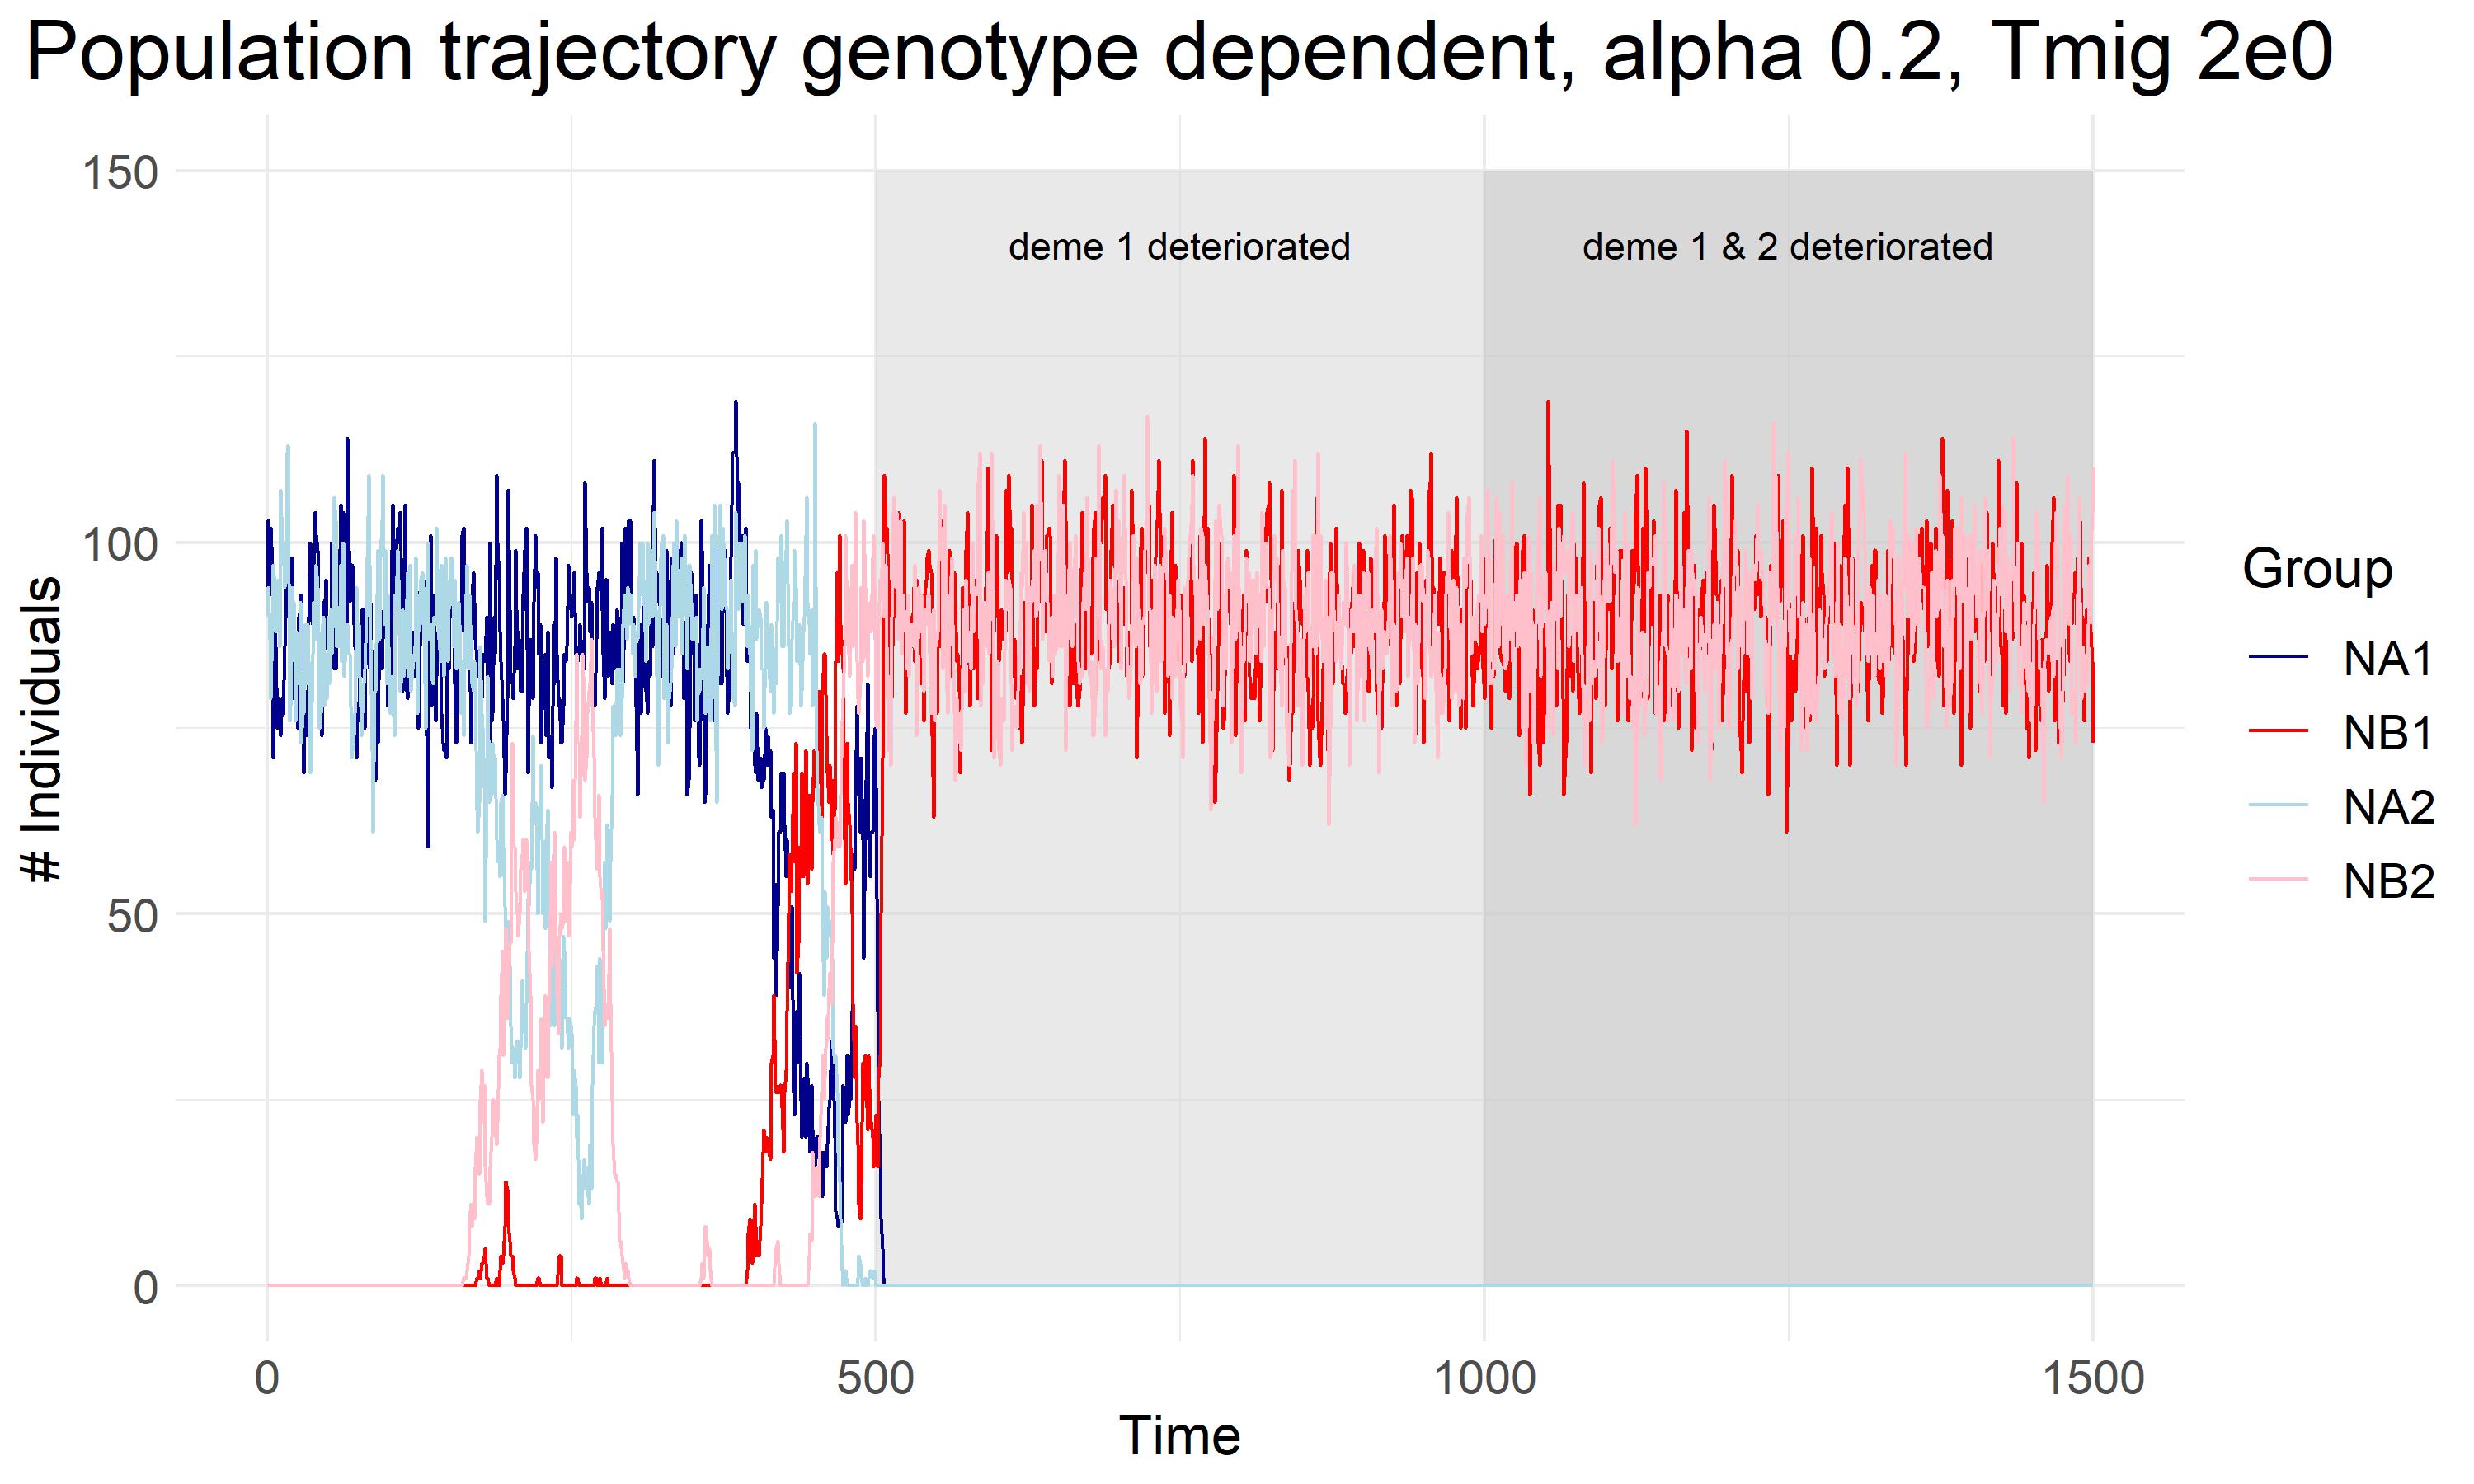 Population trajectory genotype dependent, alpha 0.2, Tmig 2e0
150
deme 1 deteriorated
deme 1 & 2 deteriorated
100
# Individuals
50
0
Group
NA1
NB1
NA2
NB2
0
500
1000
1500
Time